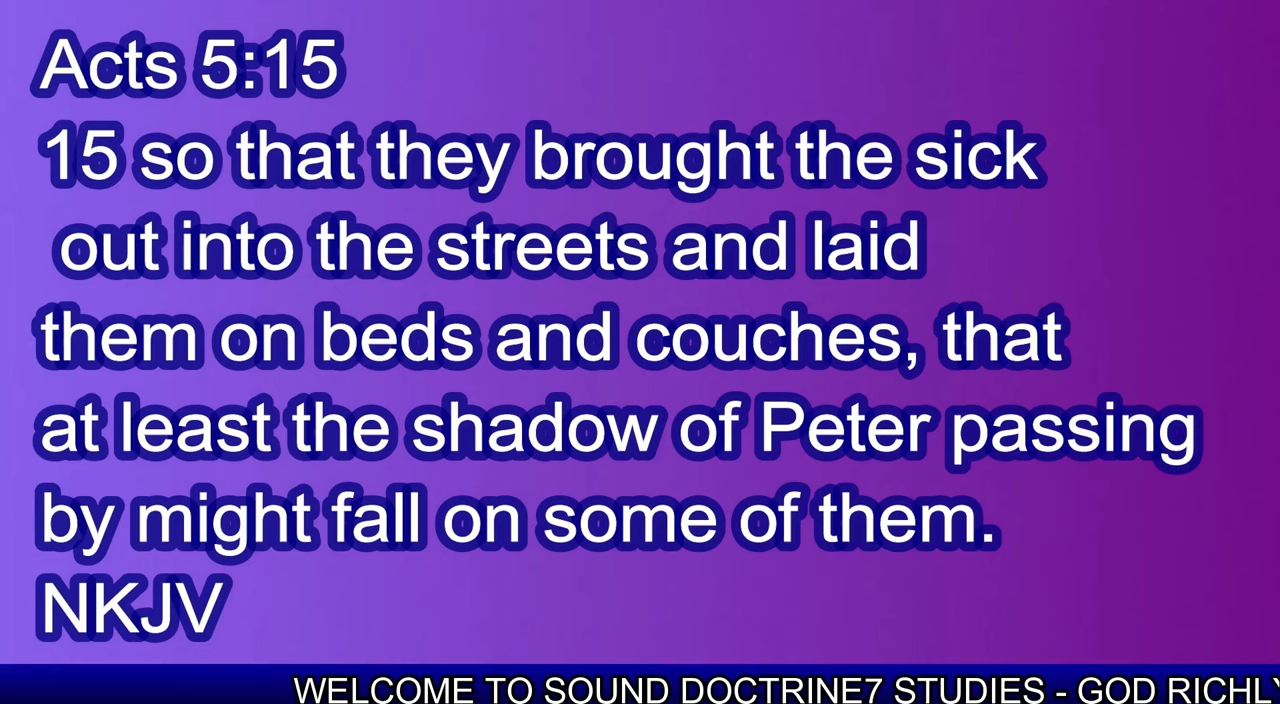 Acts 5:15
15 so that they brought the sick
out into the streets and laid
them on beds and couches, that
at least the shadow of Peter passing
by might fall on some of them.
NKJV
WELCOME TO SOUND DOCTRINE7 STUDIES - GOD RICHLY